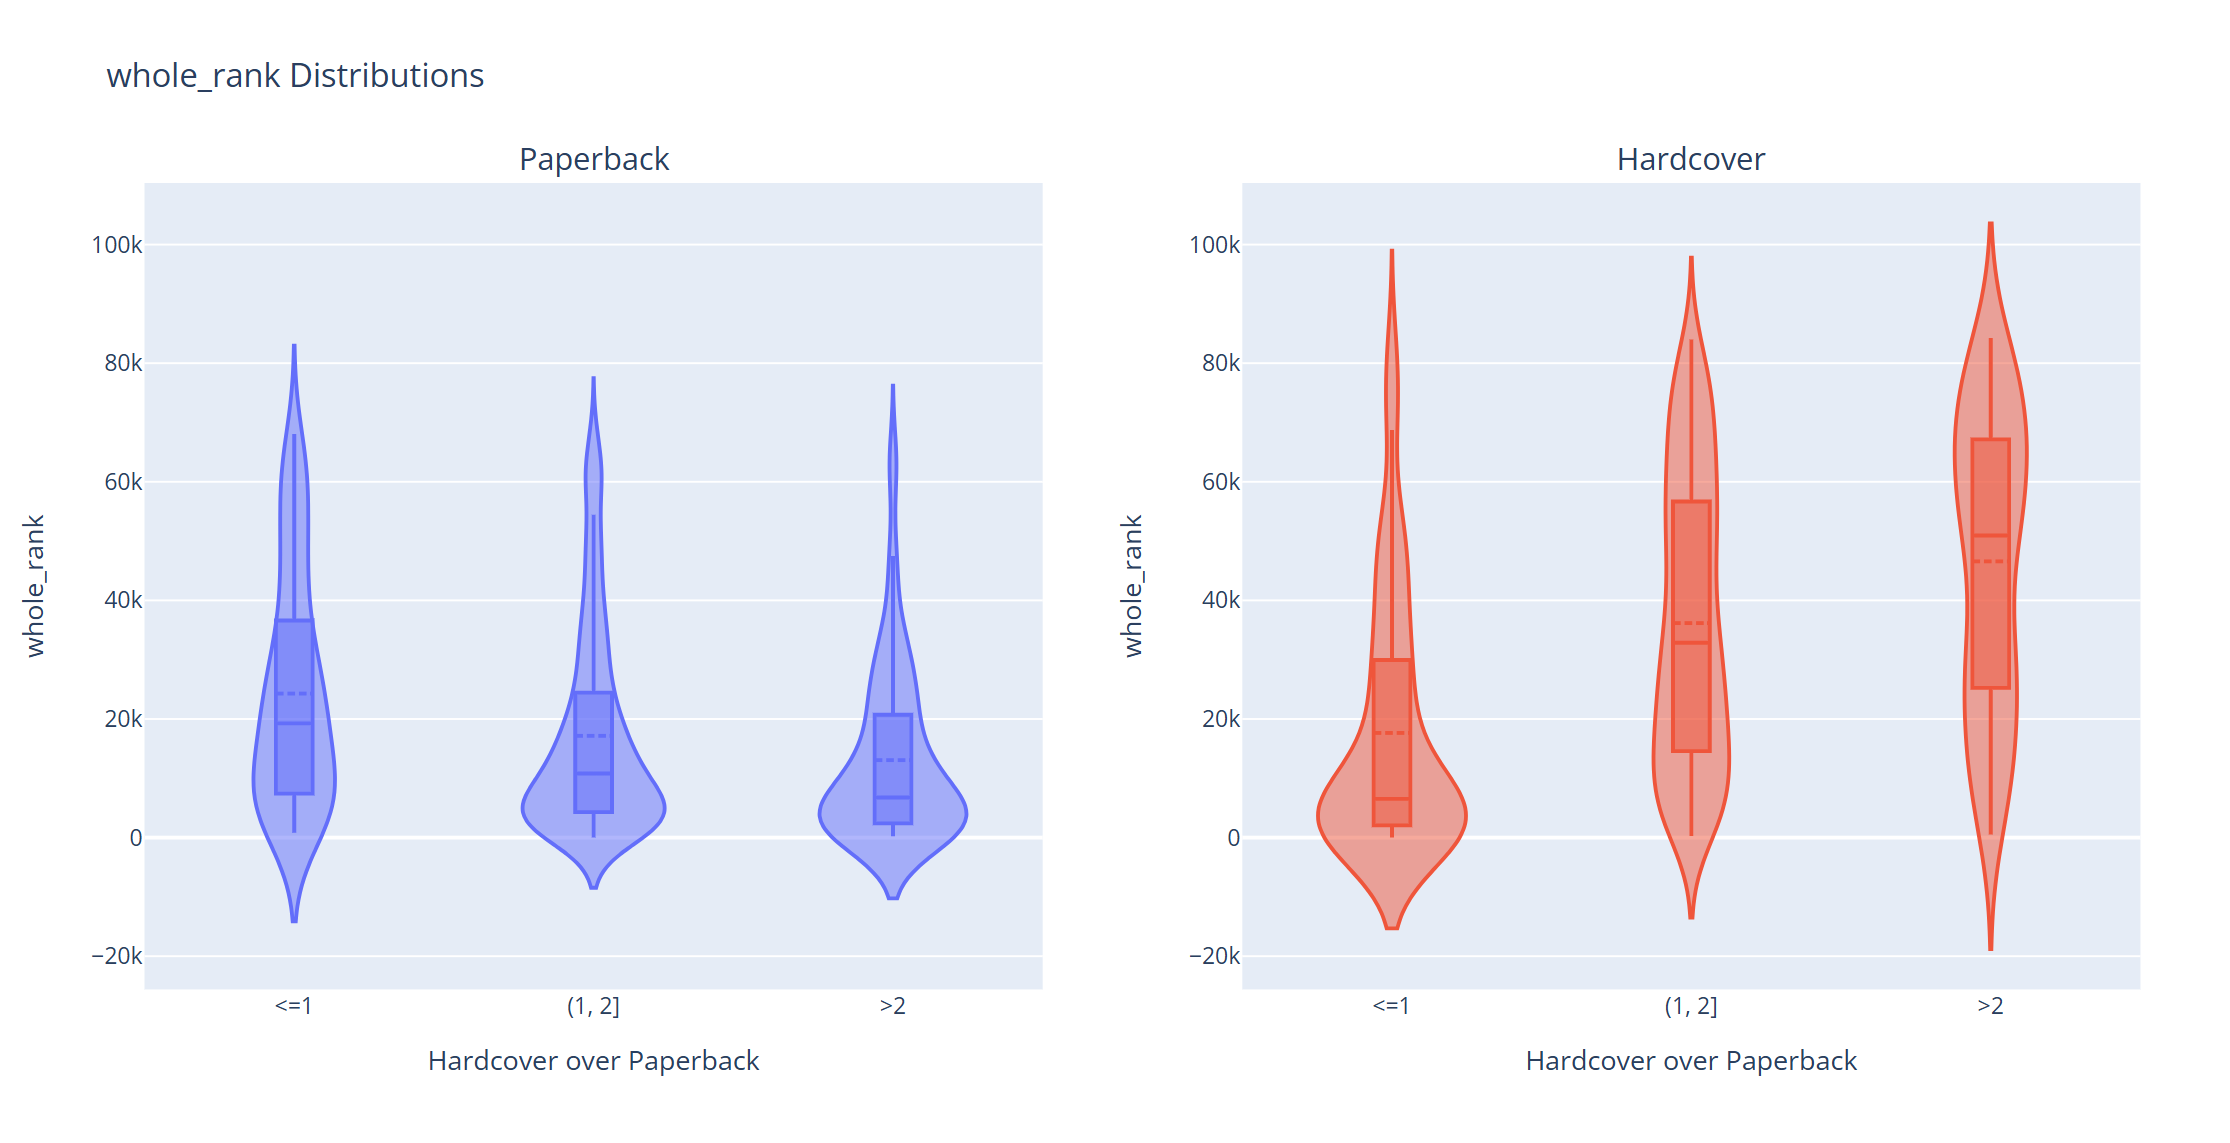 whole_rank Distributions
Paperback
Hardcover
100k
80k
60k
40k
20k
0
−20k
whole_rank
<=1
(1, 2]
>2
Hardcover over Paperback
100k
80k
60k
40k
20k
0
−20k
whole_rank
<=1
(1, 2]
>2
Hardcover over Paperback